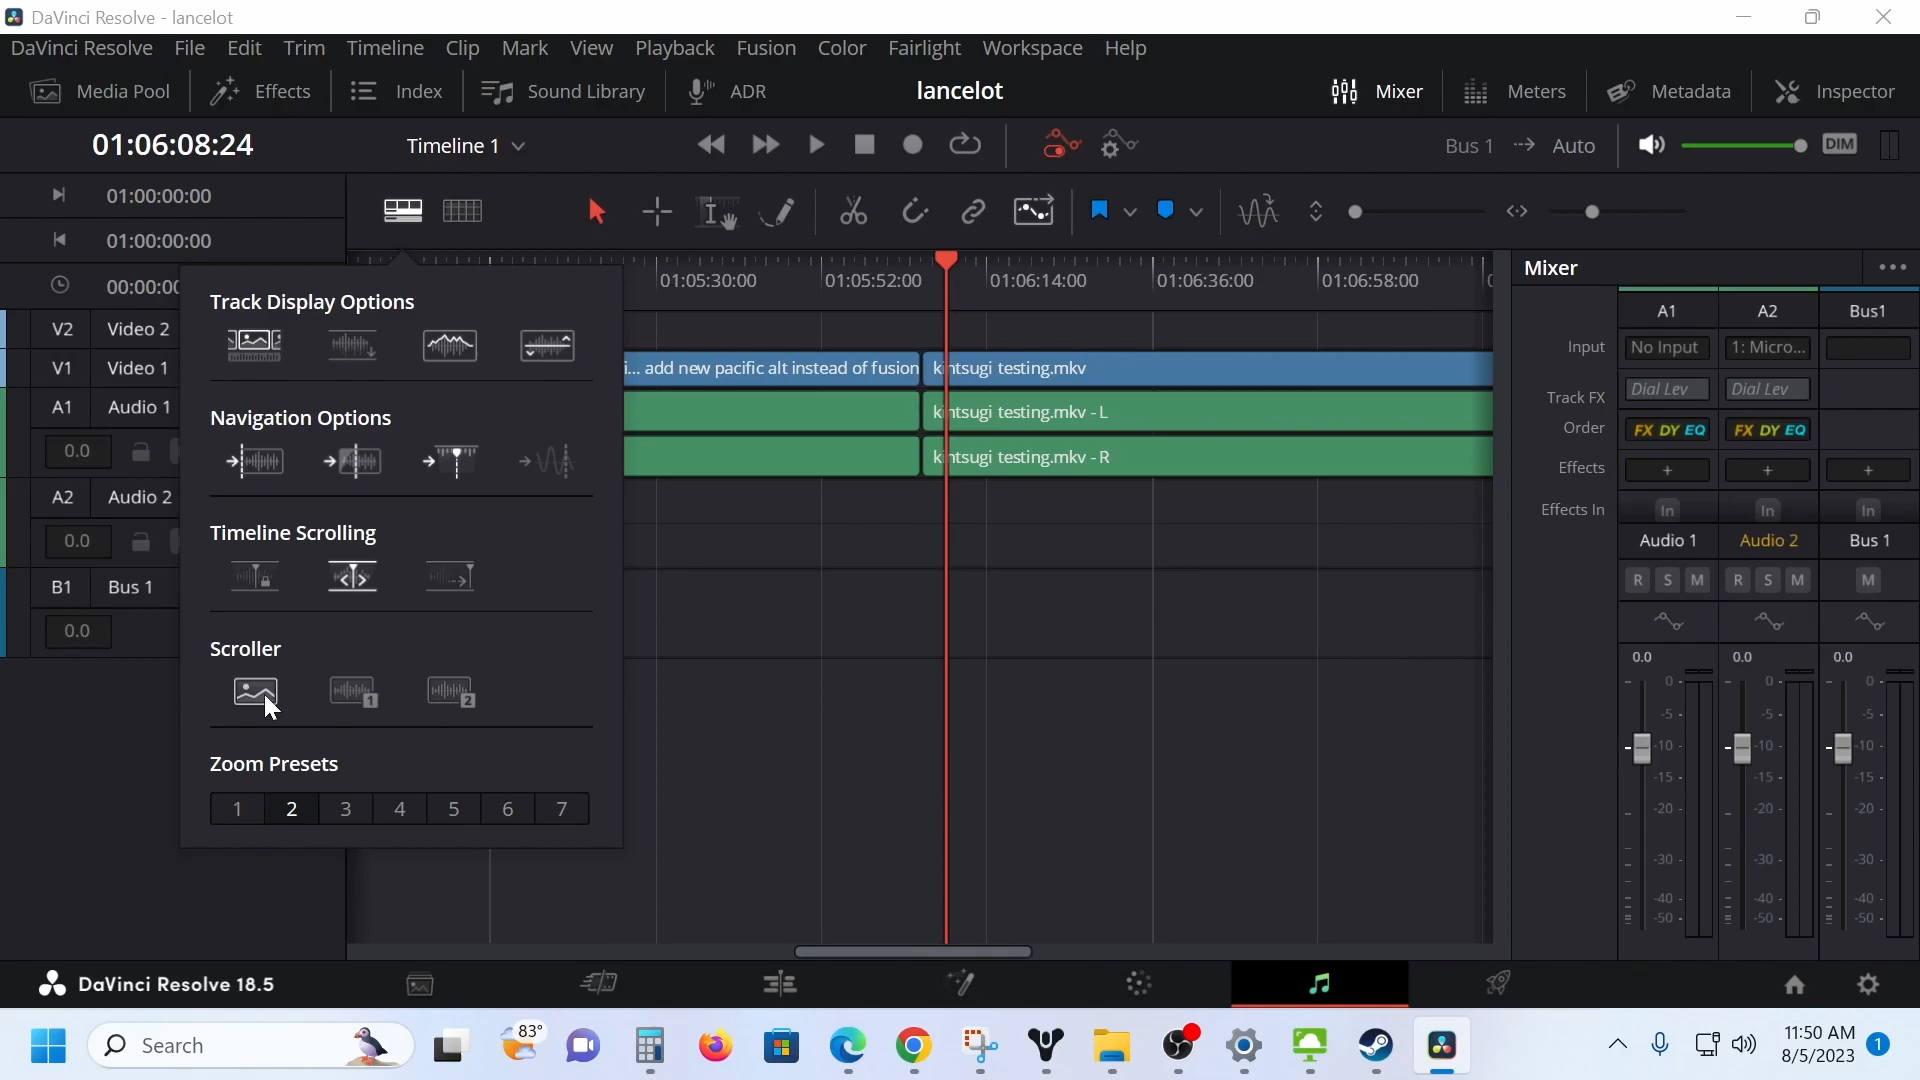 DaVinci Resolve - lancelot
DaVinci Resolve File Edit Trim Timeline Clip Mark View Playback Fusion Color Fairlight Workspace Help
Media Pool Effects Index Sound Library ADR lancelot Mixer Meters Metadata Inspector
01:06:08:24 Timeline 1 Bus 1 Auto DIM
01:00:00:00
01:00:00:00
00:00:00
01:05:30:00 01:05:52:00 01:06:14:00 01:06:36:00 01:06:58:00
V2 Video 2
V1 Video 1
A1 Audio 1
0.0
A2 Audio 2
0.0
B1 Bus 1
0.0
Track Display Options
Navigation Options
Timeline Scrolling
Scroller
1 2
Zoom Presets
1 2 3 4 5 6 7
i... add new pacific alt instead of fusion kintsugi testing.mkv
kintsugi testing.mkv - L
kintsugi testing.mkv - R
Mixer
A1 A2 Bus1
Input No Input 1: Micro...
Track FX Dial Lev Dial Lev
Order FX DY EQ FX DY EQ
Effects + + +
Effects In In In In
Audio 1 Audio 2 Bus 1
R S M R S M M
0.0 0.0 0.0
0 0 0
-5 -5 -5
-10 -10 -10
-15 -15 -15
-20 -20 -20
-30 -30 -30
-40 -40 -40
-50 -50 -50
DaVinci Resolve 18.5
Search 83° 11:50 AM
8/5/2023 1